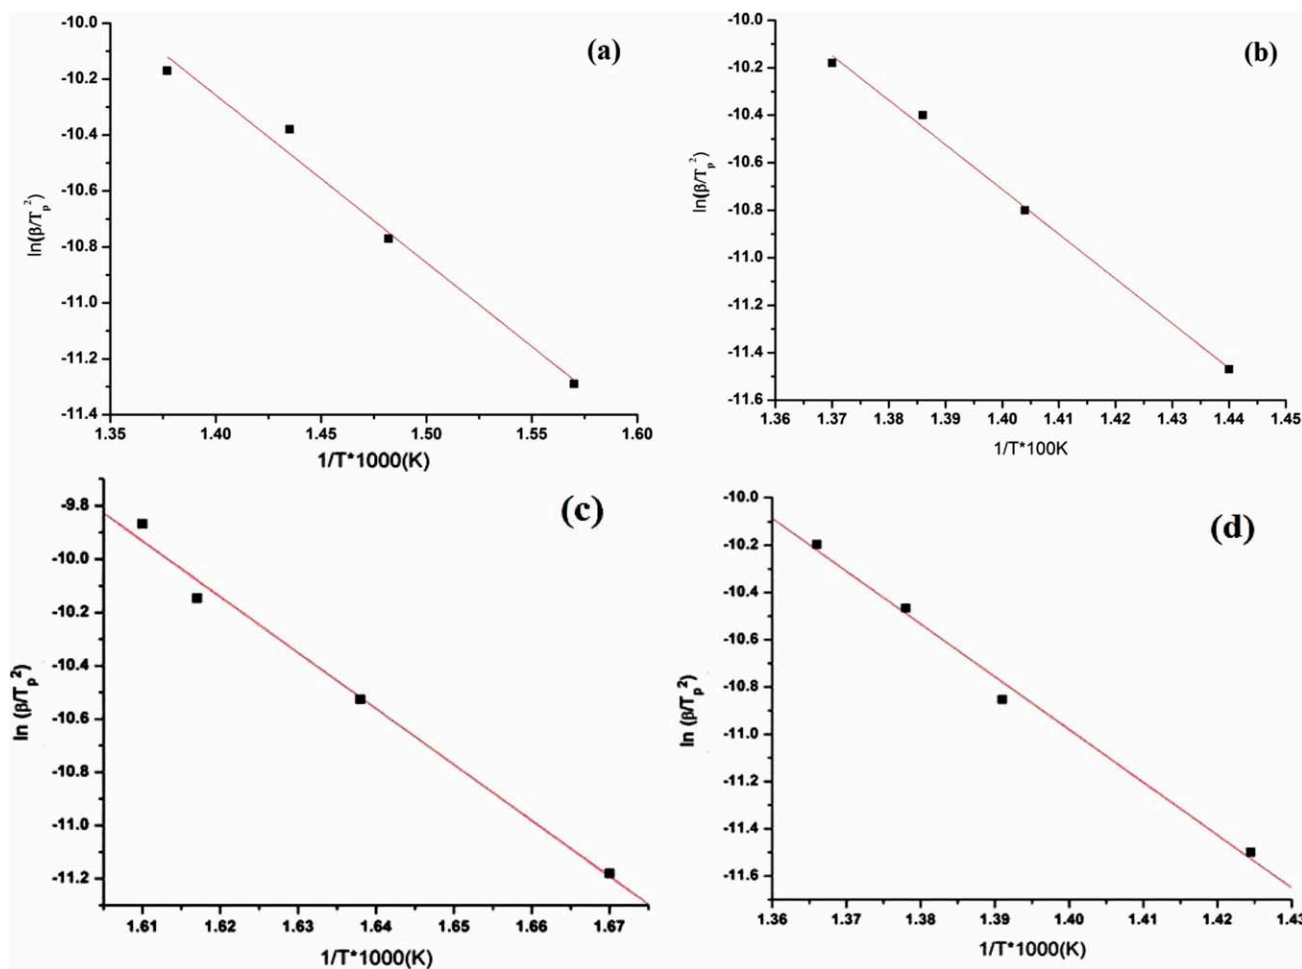 (a)
-10.0
-10.2
-10.4
-10.6
-10.8
-11.0
-11.2
-11.4
ln(β/T_p^2)
1.35 1.40 1.45 1.50 1.55 1.60
1/T*1000(K)
(b)
-10.0
-10.2
-10.4
-10.6
-10.8
-11.0
-11.2
-11.4
-11.6
ln(β/T_p^2)
1.36 1.37 1.38 1.39 1.40 1.41 1.42 1.43 1.44 1.45
1/T*100K
(c)
-9.8
-10.0
-10.2
-10.4
-10.6
-10.8
-11.0
-11.2
ln (β/T_p^2)
1.61 1.62 1.63 1.64 1.65 1.66 1.67
1/T*1000(K)
(d)
-10.0
-10.2
-10.4
-10.6
-10.8
-11.0
-11.2
-11.4
-11.6
ln (β/T_p^2)
1.36 1.37 1.38 1.39 1.40 1.41 1.42 1.43
1/T*1000(K)